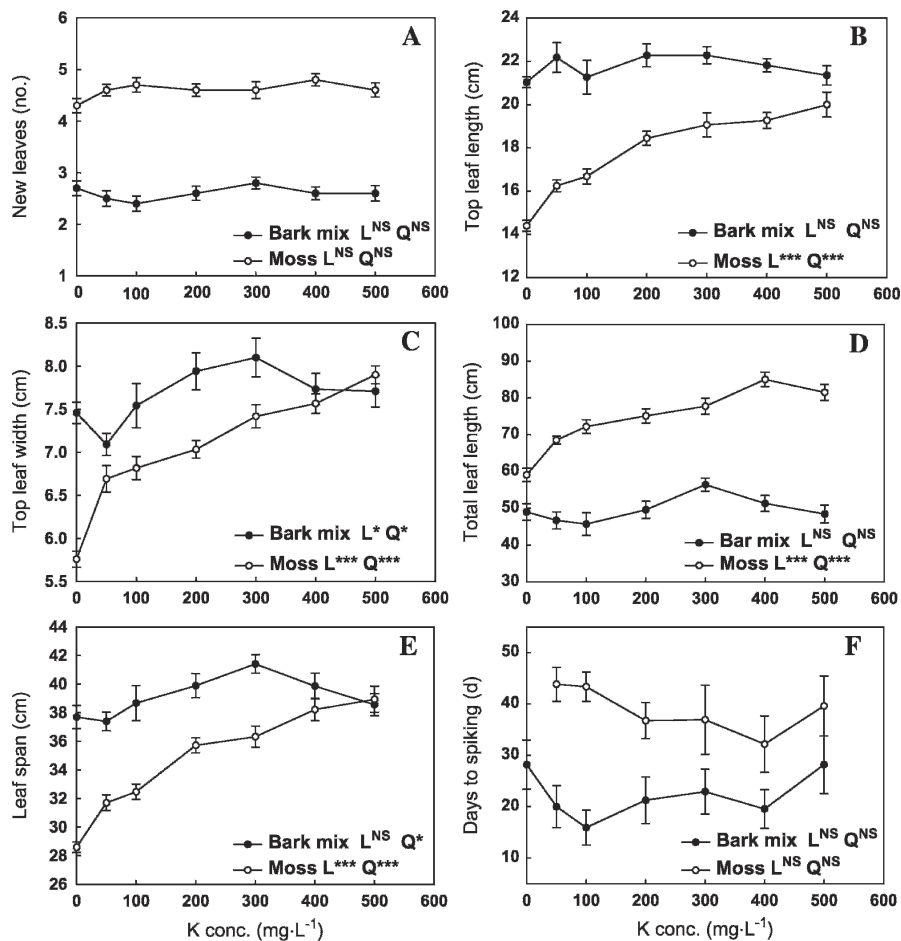 A
New leaves (no.)
6
5
4
3
2
1
0 100 200 300 400 500 600
Bark mix L^NS Q^NS
Moss L^NS Q^NS
B
Top leaf length (cm)
24
22
20
18
16
14
12
0 100 200 300 400 500 600
Bark mix L^NS Q^NS
Moss L*** Q***
C
Top leaf width (cm)
8.5
8.0
7.5
7.0
6.5
6.0
5.5
0 100 200 300 400 500 600
Bark mix L* Q*
Moss L*** Q***
D
Total leaf length (cm)
100
90
80
70
60
50
40
30
0 100 200 300 400 500 600
Bar mix L^NS Q^NS
Moss L*** Q***
E
Leaf span (cm)
44
42
40
38
36
34
32
30
28
26
0 100 200 300 400 500 600
Bark mix L^NS Q*
Moss L*** Q***
K conc. (mg·L^-1)
F
Days to spiking (d)
50
40
30
20
10
0 100 200 300 400 500 600
Bark mix L^NS Q^NS
Moss L^NS Q^NS
K conc. (mg·L^-1)